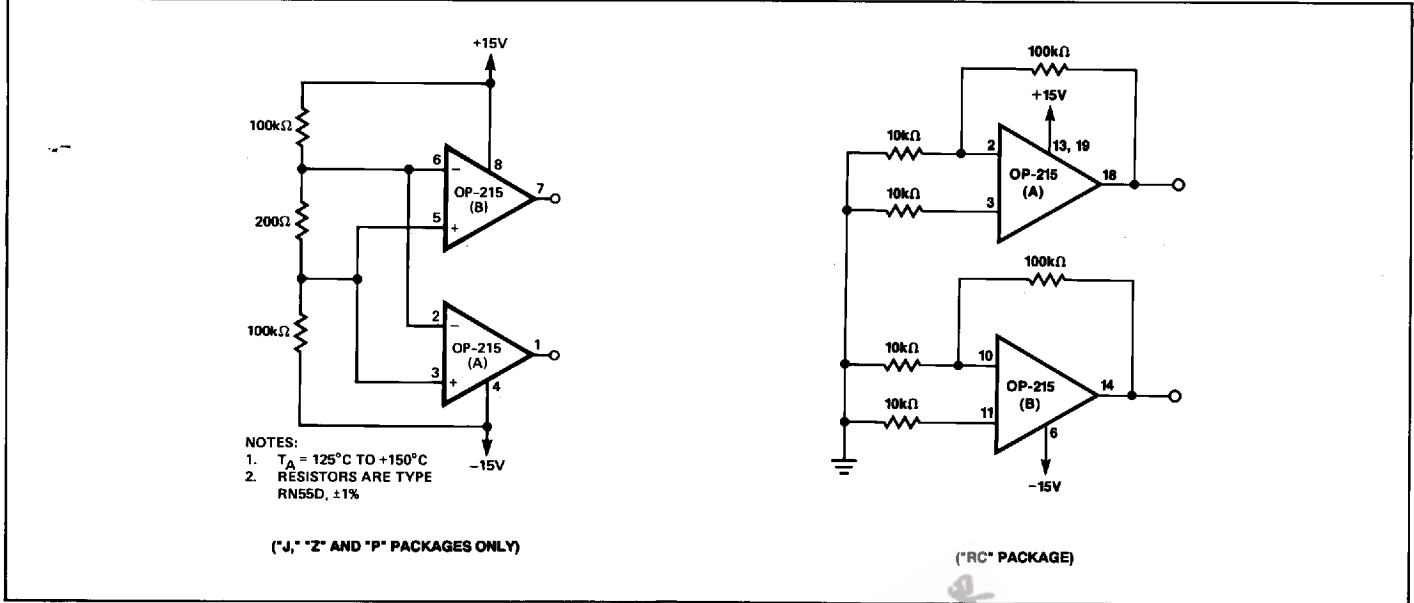 +15V
100kΩ
6
8
−
OP-215
(B)
7
200Ω
5
+
100kΩ
2
−
OP-215
(A)
1
3
+
4
−15V
NOTES:
1. TA = 125°C TO +150°C
2. RESISTORS ARE TYPE
RN55D, ±1%
("J," "Z" AND "P" PACKAGES ONLY)
100kΩ
+15V
10kΩ
2
13, 19
OP-215
(A)
18
10kΩ
3
100kΩ
10kΩ
10
OP-215
(B)
14
10kΩ
11
6
−15V
("RC" PACKAGE)